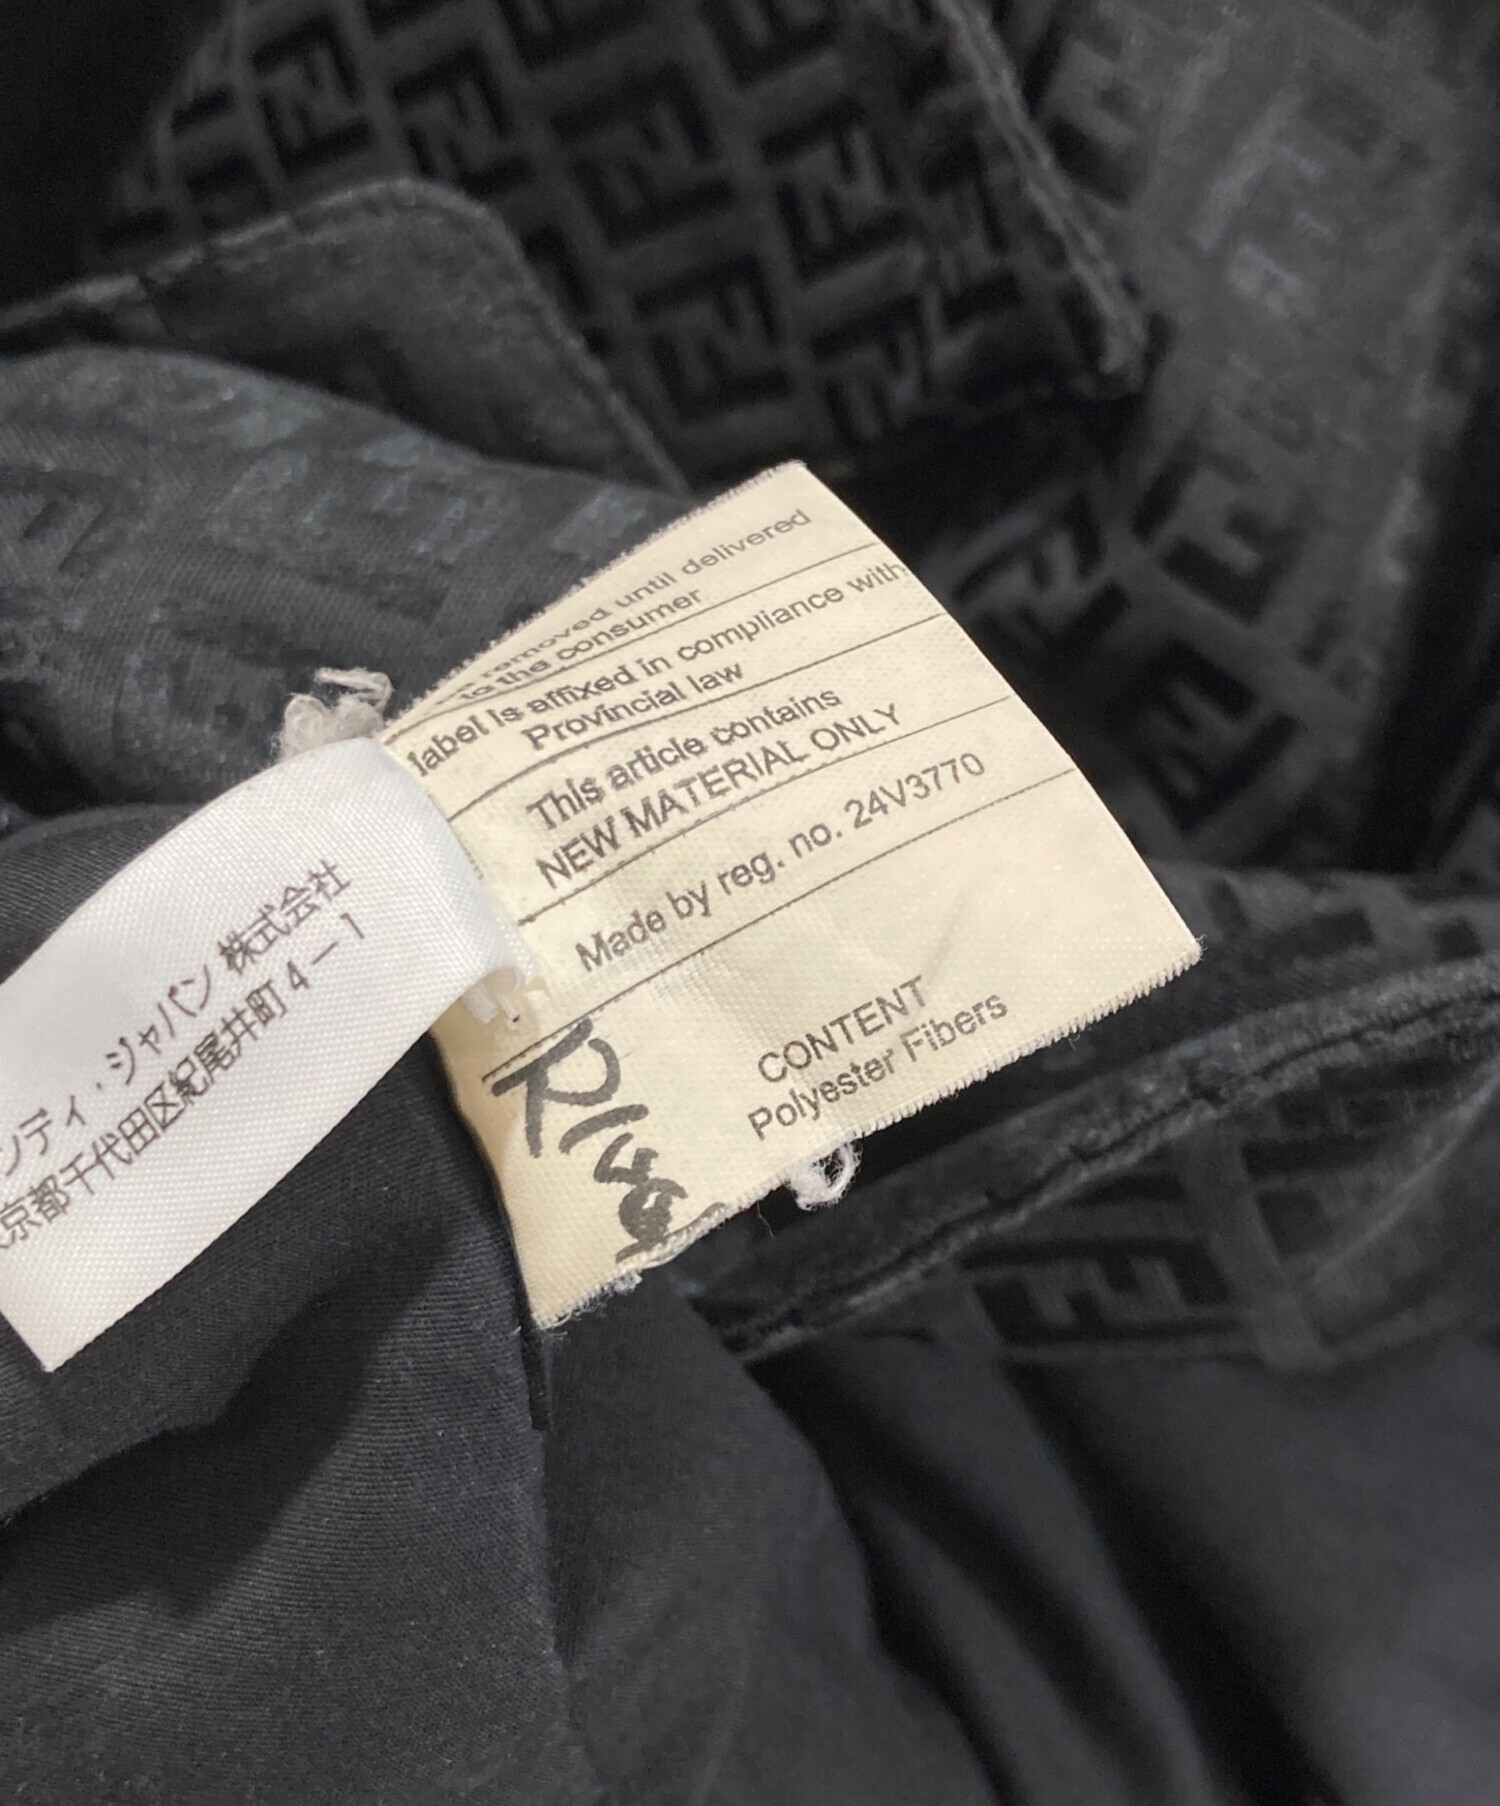 removed until delivered
to the consumer
label is affixed in compliance with
Provincial law
This article contains
NEW MATERIAL ONLY
Made by reg. no. 24V3770
CONTENT
Polyester Fibers
ンディ・ジャパン 株式会社
京都千代田区紀尾井町4-1